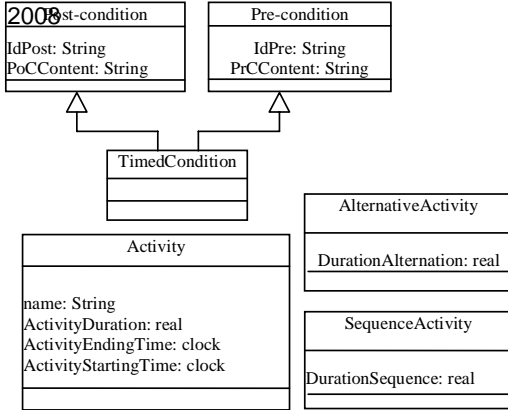 2008
Post-condition
IdPost: String
PoCContent: String
Pre-condition
IdPre: String
PrCContent: String
TimedCondition
Activity
name: String
ActivityDuration: real
ActivityEndingTime: clock
ActivityStartingTime: clock
AlternativeActivity
DurationAlternation: real
SequenceActivity
DurationSequence: real